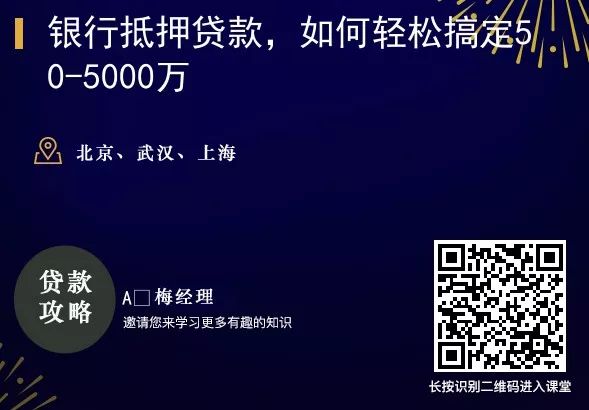 银行抵押贷款，如何轻松搞定5
0-5000万
北京、武汉、上海
贷款
攻略
A□梅经理
邀请您来学习更多有趣的知识
长按识别二维码进入课堂